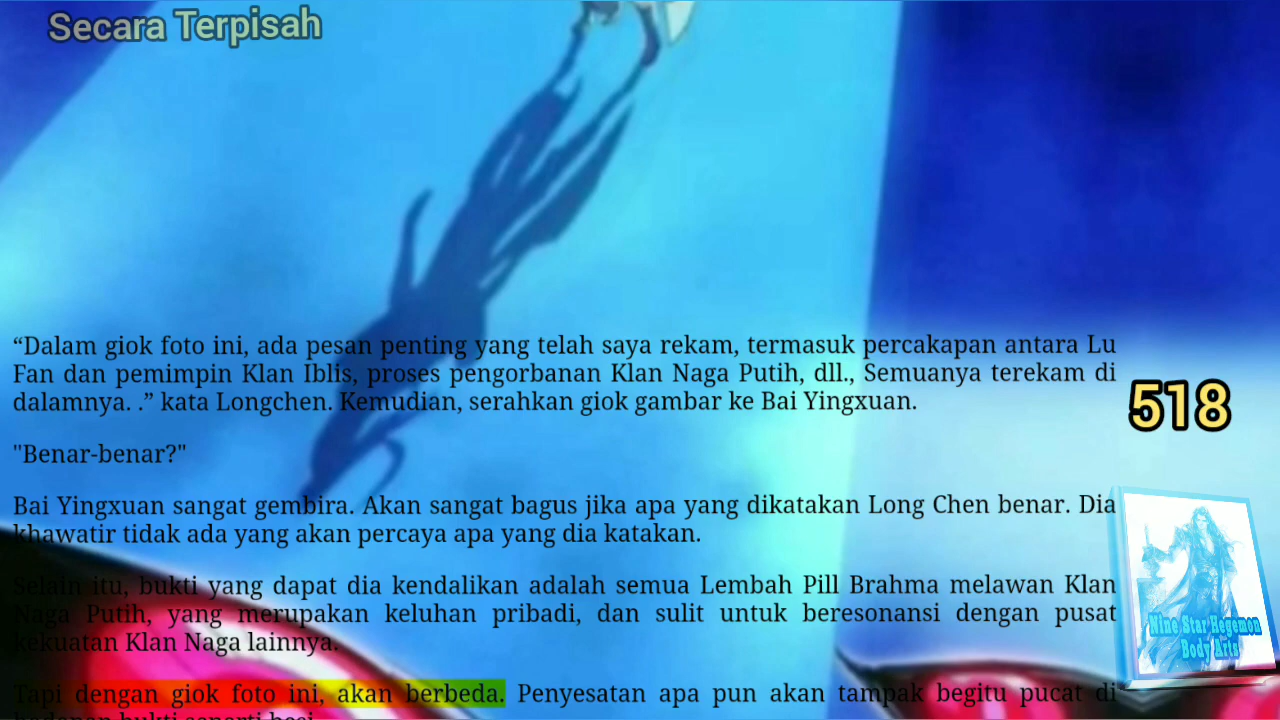 Secara Terpisah
“Dalam giok foto ini, ada pesan penting yang telah saya rekam, termasuk percakapan antara Lu
Fan dan pemimpin Klan Iblis, proses pengorbanan Klan Naga Putih, dll., Semuanya terekam di
dalamnya. .” kata Longchen. Kemudian, serahkan giok gambar ke Bai Yingxuan.
518
"Benar-benar?"
Bai Yingxuan sangat gembira. Akan sangat bagus jika apa yang dikatakan Long Chen benar. Dia
khawatir tidak ada yang akan percaya apa yang dia katakan.
Selain itu, bukti yang dapat dia kendalikan adalah semua Lembah Pill Brahma melawan Klan
Naga Putih, yang merupakan keluhan pribadi, dan sulit untuk beresonansi dengan pusat
kekuatan Klan Naga lainnya.
Nine Star Hegemon
Body Arts
Tapi dengan giok foto ini, akan berbeda. Penyesatan apa pun akan tampak begitu pucat di
hadapan bukti seperti besi.